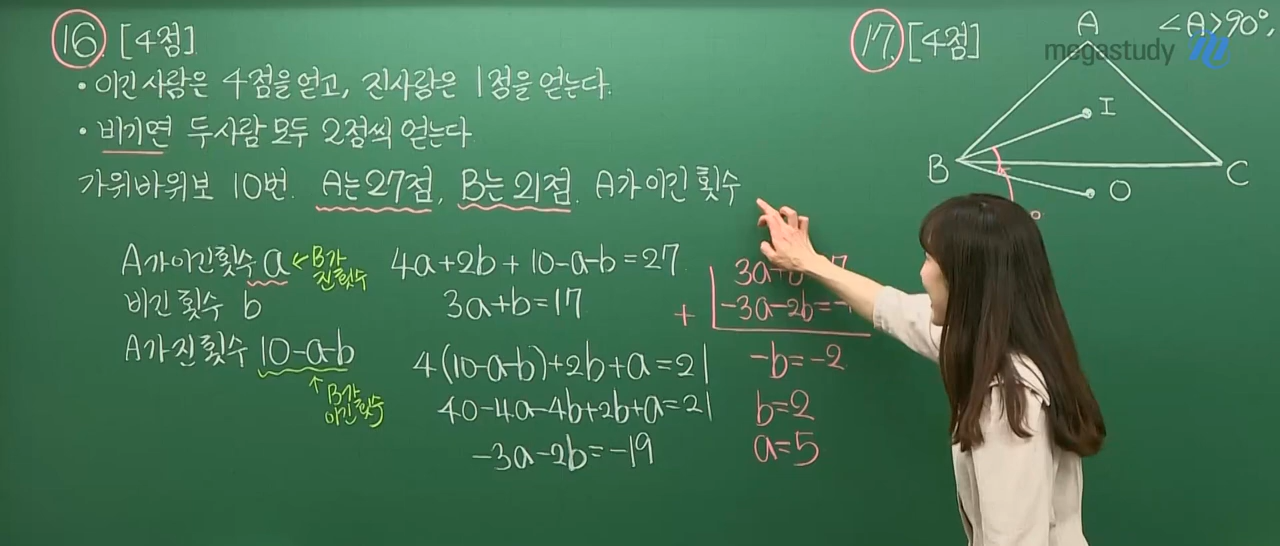 16. [4점]
· 이긴 사람은 4점을 얻고, 진사람은 1점을 얻는다.
· 비기면 두사람 모두 2점씩 얻는다.
가위바위보 10번. A는 27점, B는 21점. A가 이긴 횟수
A가 이긴횟수 a ← B가 진횟수
비긴 횟수 b
A가 진횟수 10-a-b
↑
B가
이긴횟수
4a+2b+10-a-b=27
3a+b=17
4(10-a-b)+2b+a=21
40-4a-4b+2b+a=21
-3a-2b=-19
+
-3a-2b=-
-b=-2
b=2
a=5
17. [4점]
<A>90°,
megastudy
A
I
B
C
O